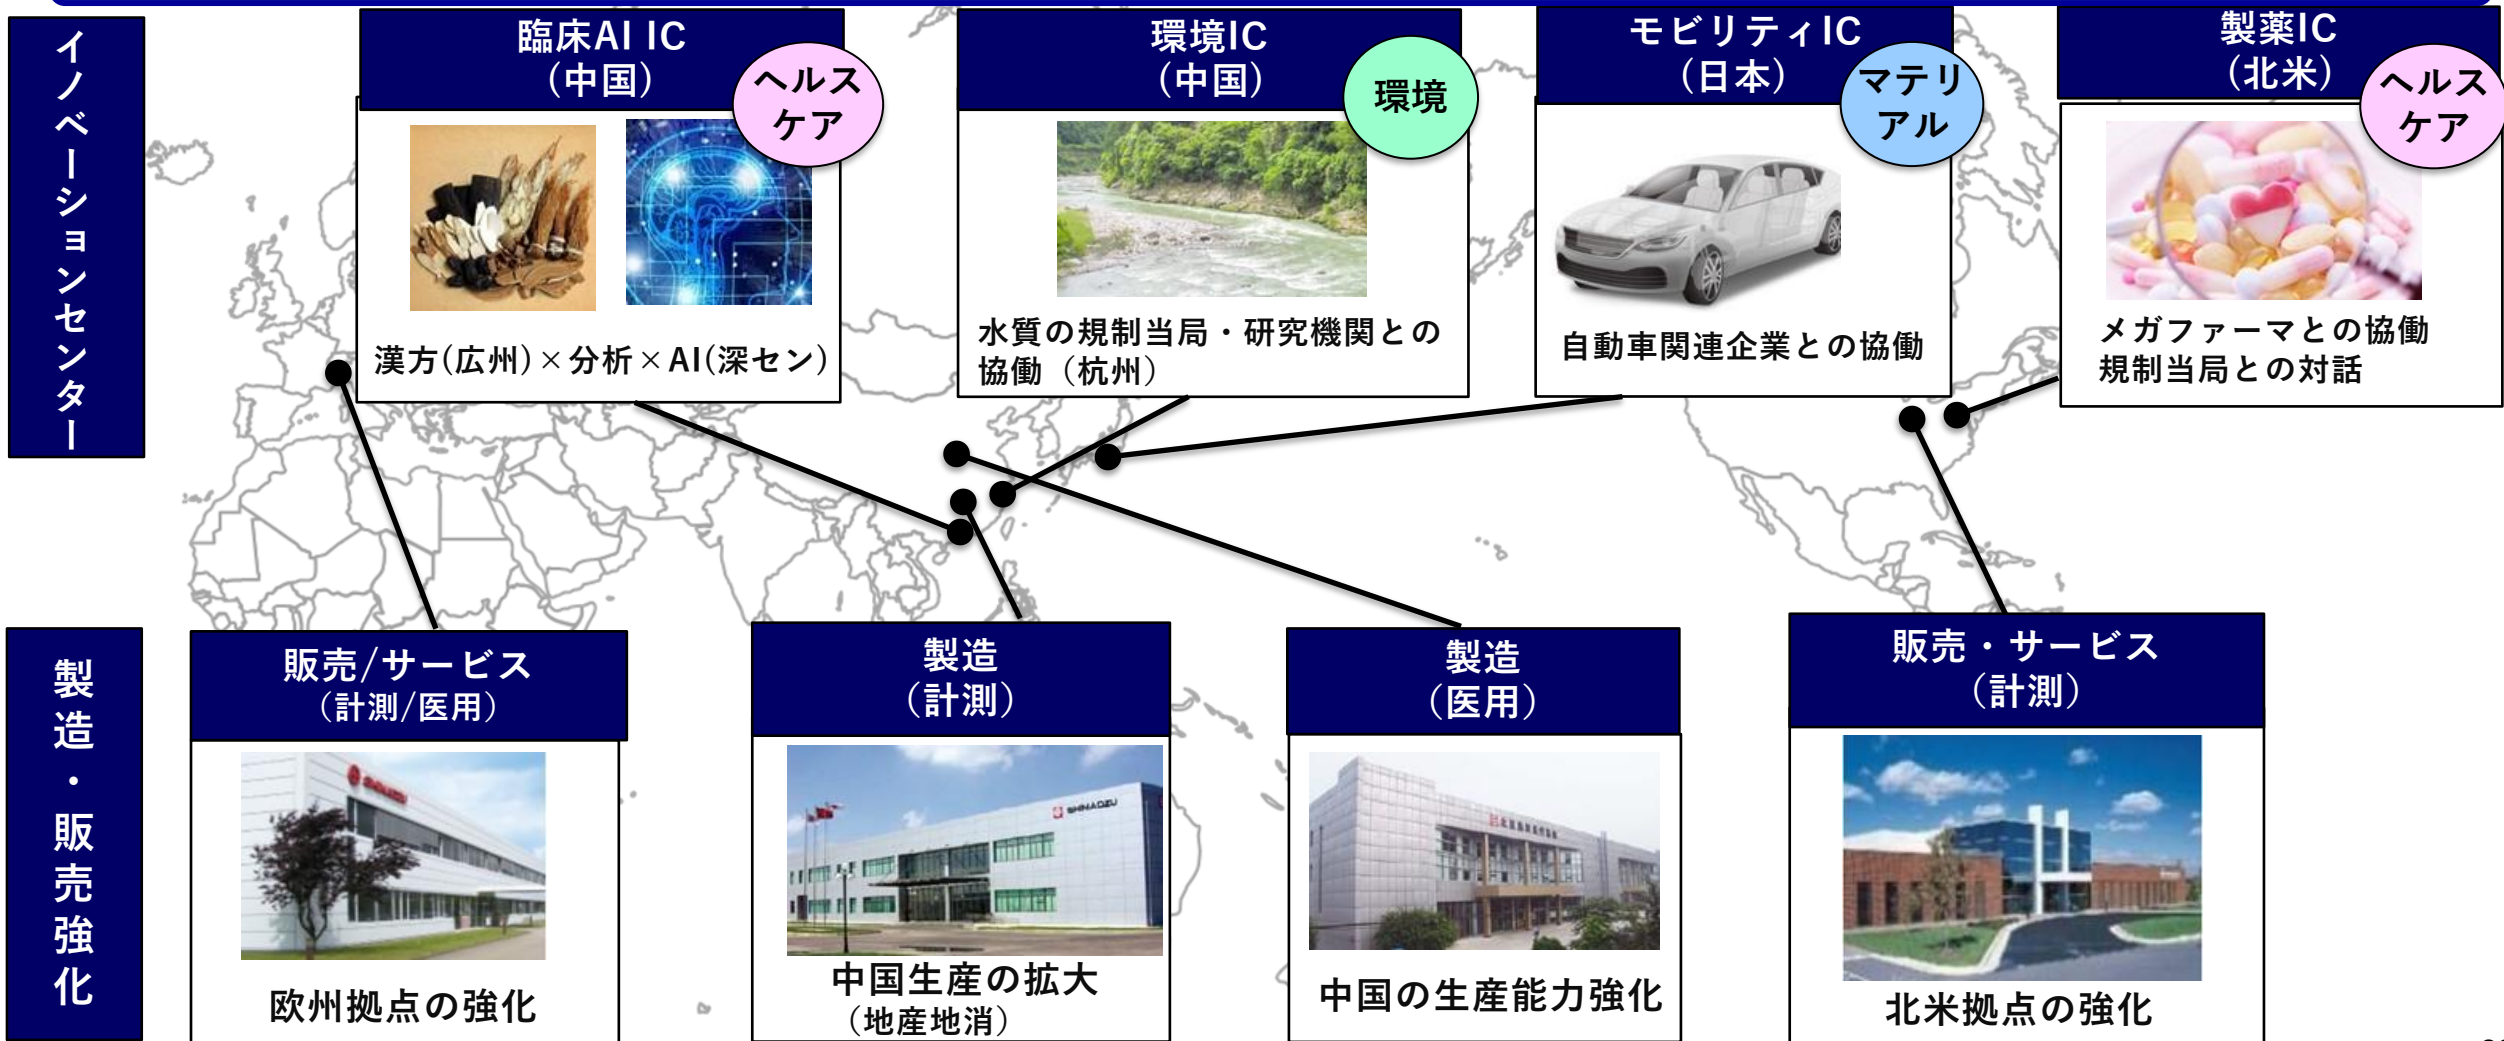 イノベーションセンター
臨床AI IC
(中国)
ヘルス
ケア
漢方(広州)×分析×AI(深セン)
環境IC
(中国)
環境
水質の規制当局・研究機関との
協働（杭州）
モビリティIC
(日本)
マテリ
アル
自動車関連企業との協働
製薬IC
(北米)
ヘルス
ケア
メガファーマとの協働
規制当局との対話
製造・販売強化
販売/サービス
(計測/医用)
SHIMADZU
欧州拠点の強化
製造
(計測)
SHIMADZU
中国生産の拡大
(地産地消)
製造
(医用)
中国の生産能力強化
販売・サービス
(計測)
北米拠点の強化